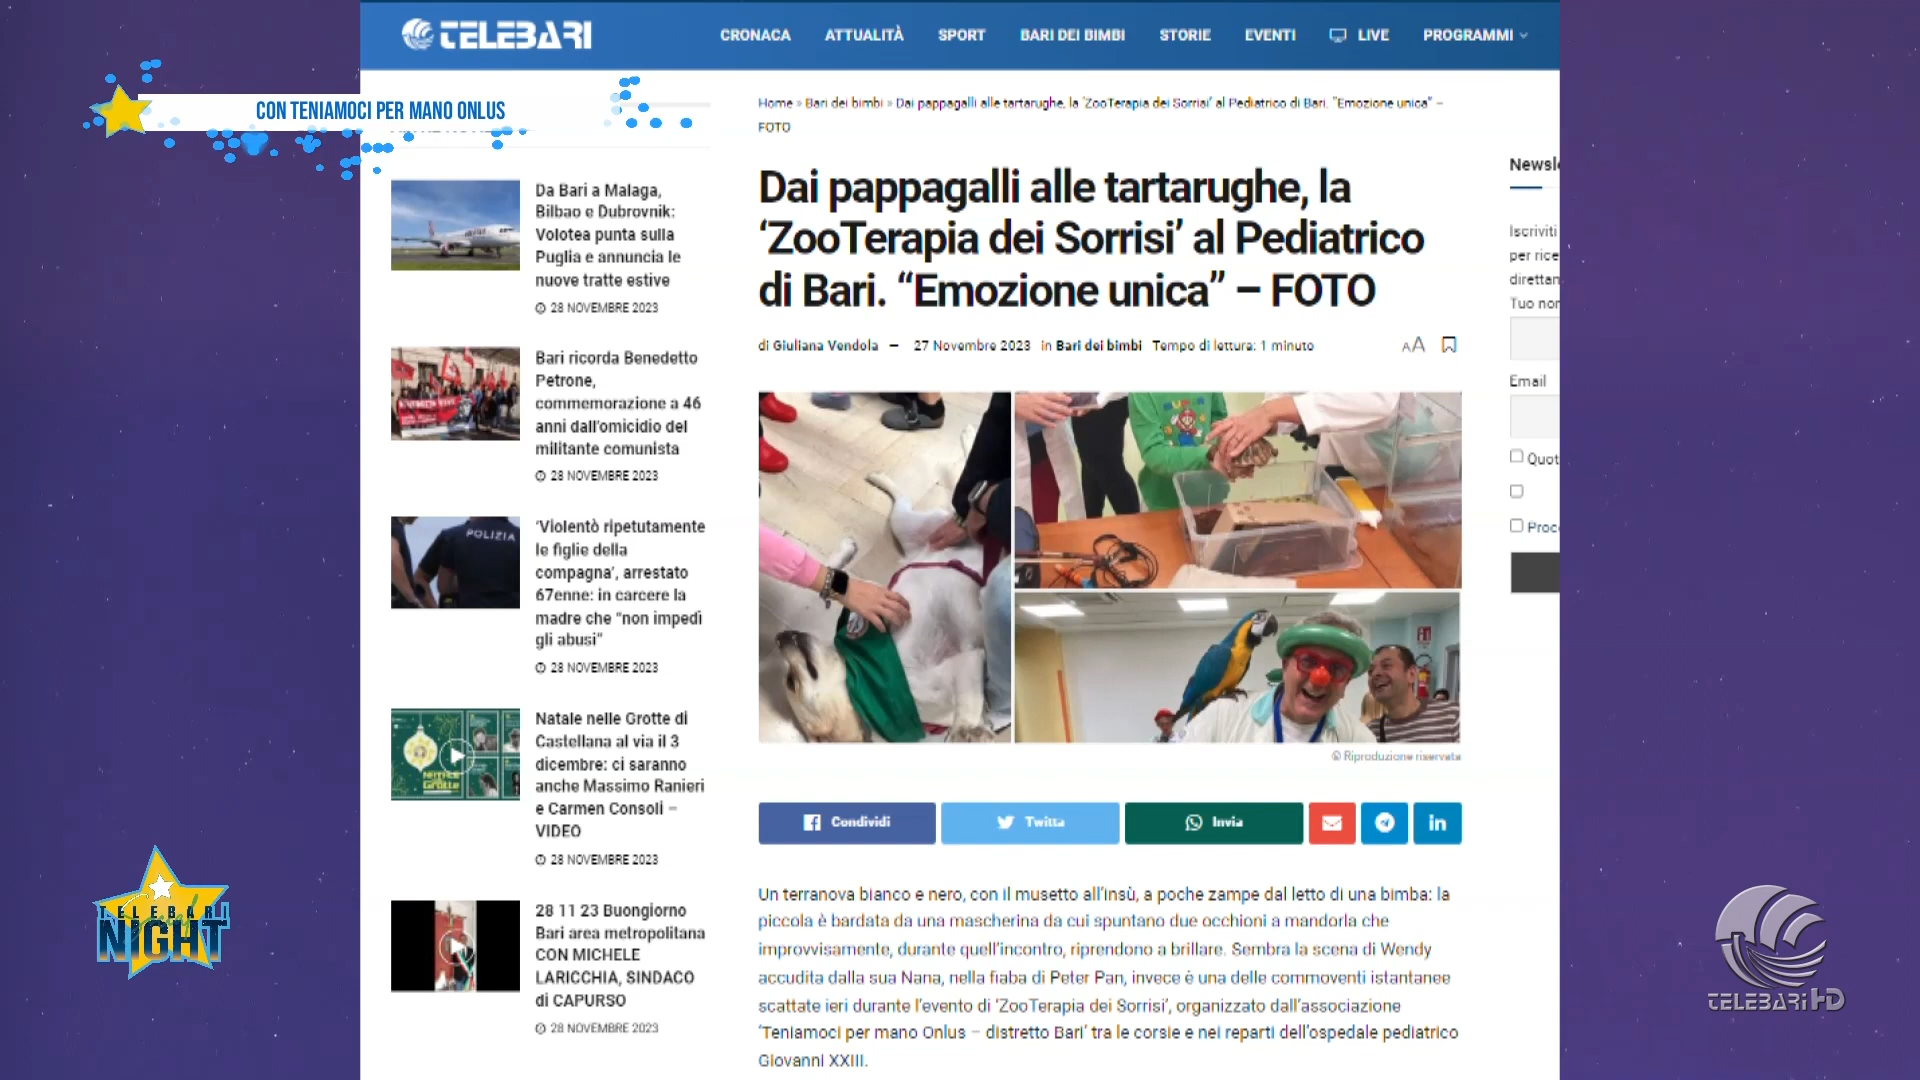 TELEBARI
CRONACA ATTUALITÀ SPORT BARI DEI BIMBI STORIE EVENTI LIVE PROGRAMMI
CON TENIAMOCI PER MANO ONLUS
Da Bari a Malaga,
Bilbao e Dubrovnik:
Volotea punta sulla
Puglia e annuncia le
nuove tratte estive
28 NOVEMBRE 2023
Bari ricorda Benedetto
Petrone,
commemorazione a 46
anni dall'omicidio del
militante comunista
28 NOVEMBRE 2023
POLIZIA
'Violentò ripetutamente
le figlie della
compagna', arrestato
67enne: in carcere la
madre che "non impedì
gli abusi"
28 NOVEMBRE 2023
Natale nelle Grotte di
Castellana al via il 3
dicembre: ci saranno
anche Massimo Ranieri
e Carmen Consoli –
VIDEO
28 NOVEMBRE 2023
28 11 23 Buongiorno
Bari area metropolitana
CON MICHELE
LARICCHIA, SINDACO
di CAPURSO
28 NOVEMBRE 2023
Home » Bari dei bimbi » Dai pappagalli alle tartarughe, la 'ZooTerapia dei Sorrisi' al Pediatrico di Bari. "Emozione unica" –
FOTO
Dai pappagalli alle tartarughe, la
‘ZooTerapia dei Sorrisi’ al Pediatrico
di Bari. “Emozione unica” – FOTO
di Giuliana Vendola — 27 Novembre 2023 in Bari dei bimbi Tempo di lettura: 1 minuto
AA
© Riproduzione riservata
Condividi Twitta Invia
Un terranova bianco e nero, con il musetto all'insù, a poche zampe dal letto di una bimba: la
piccola è bardata da una mascherina da cui spuntano due occhioni a mandorla che
improvvisamente, durante quell'incontro, riprendono a brillare. Sembra la scena di Wendy
accudita dalla sua Nana, nella fiaba di Peter Pan, invece è una delle commoventi istantanee
scattate ieri durante l'evento di 'ZooTerapia dei Sorrisi', organizzato dall'associazione
'Teniamoci per mano Onlus – distretto Bari' tra le corsie e nei reparti dell'ospedale pediatrico
Giovanni XXIII.
Newsl
Iscriviti
per rice
direttan
Tuo nor
Email
Quot
Proc
TELEBARI
NIGHT
TELEBARI HD